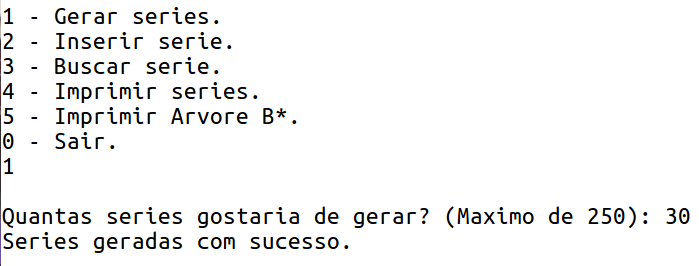 1 - Gerar series.
2 - Inserir serie.
3 - Buscar serie.
4 - Imprimir series.
5 - Imprimir Arvore B*.
0 - Sair.
1
Quantas series gostaria de gerar? (Maximo de 250): 30
Series geradas com sucesso.